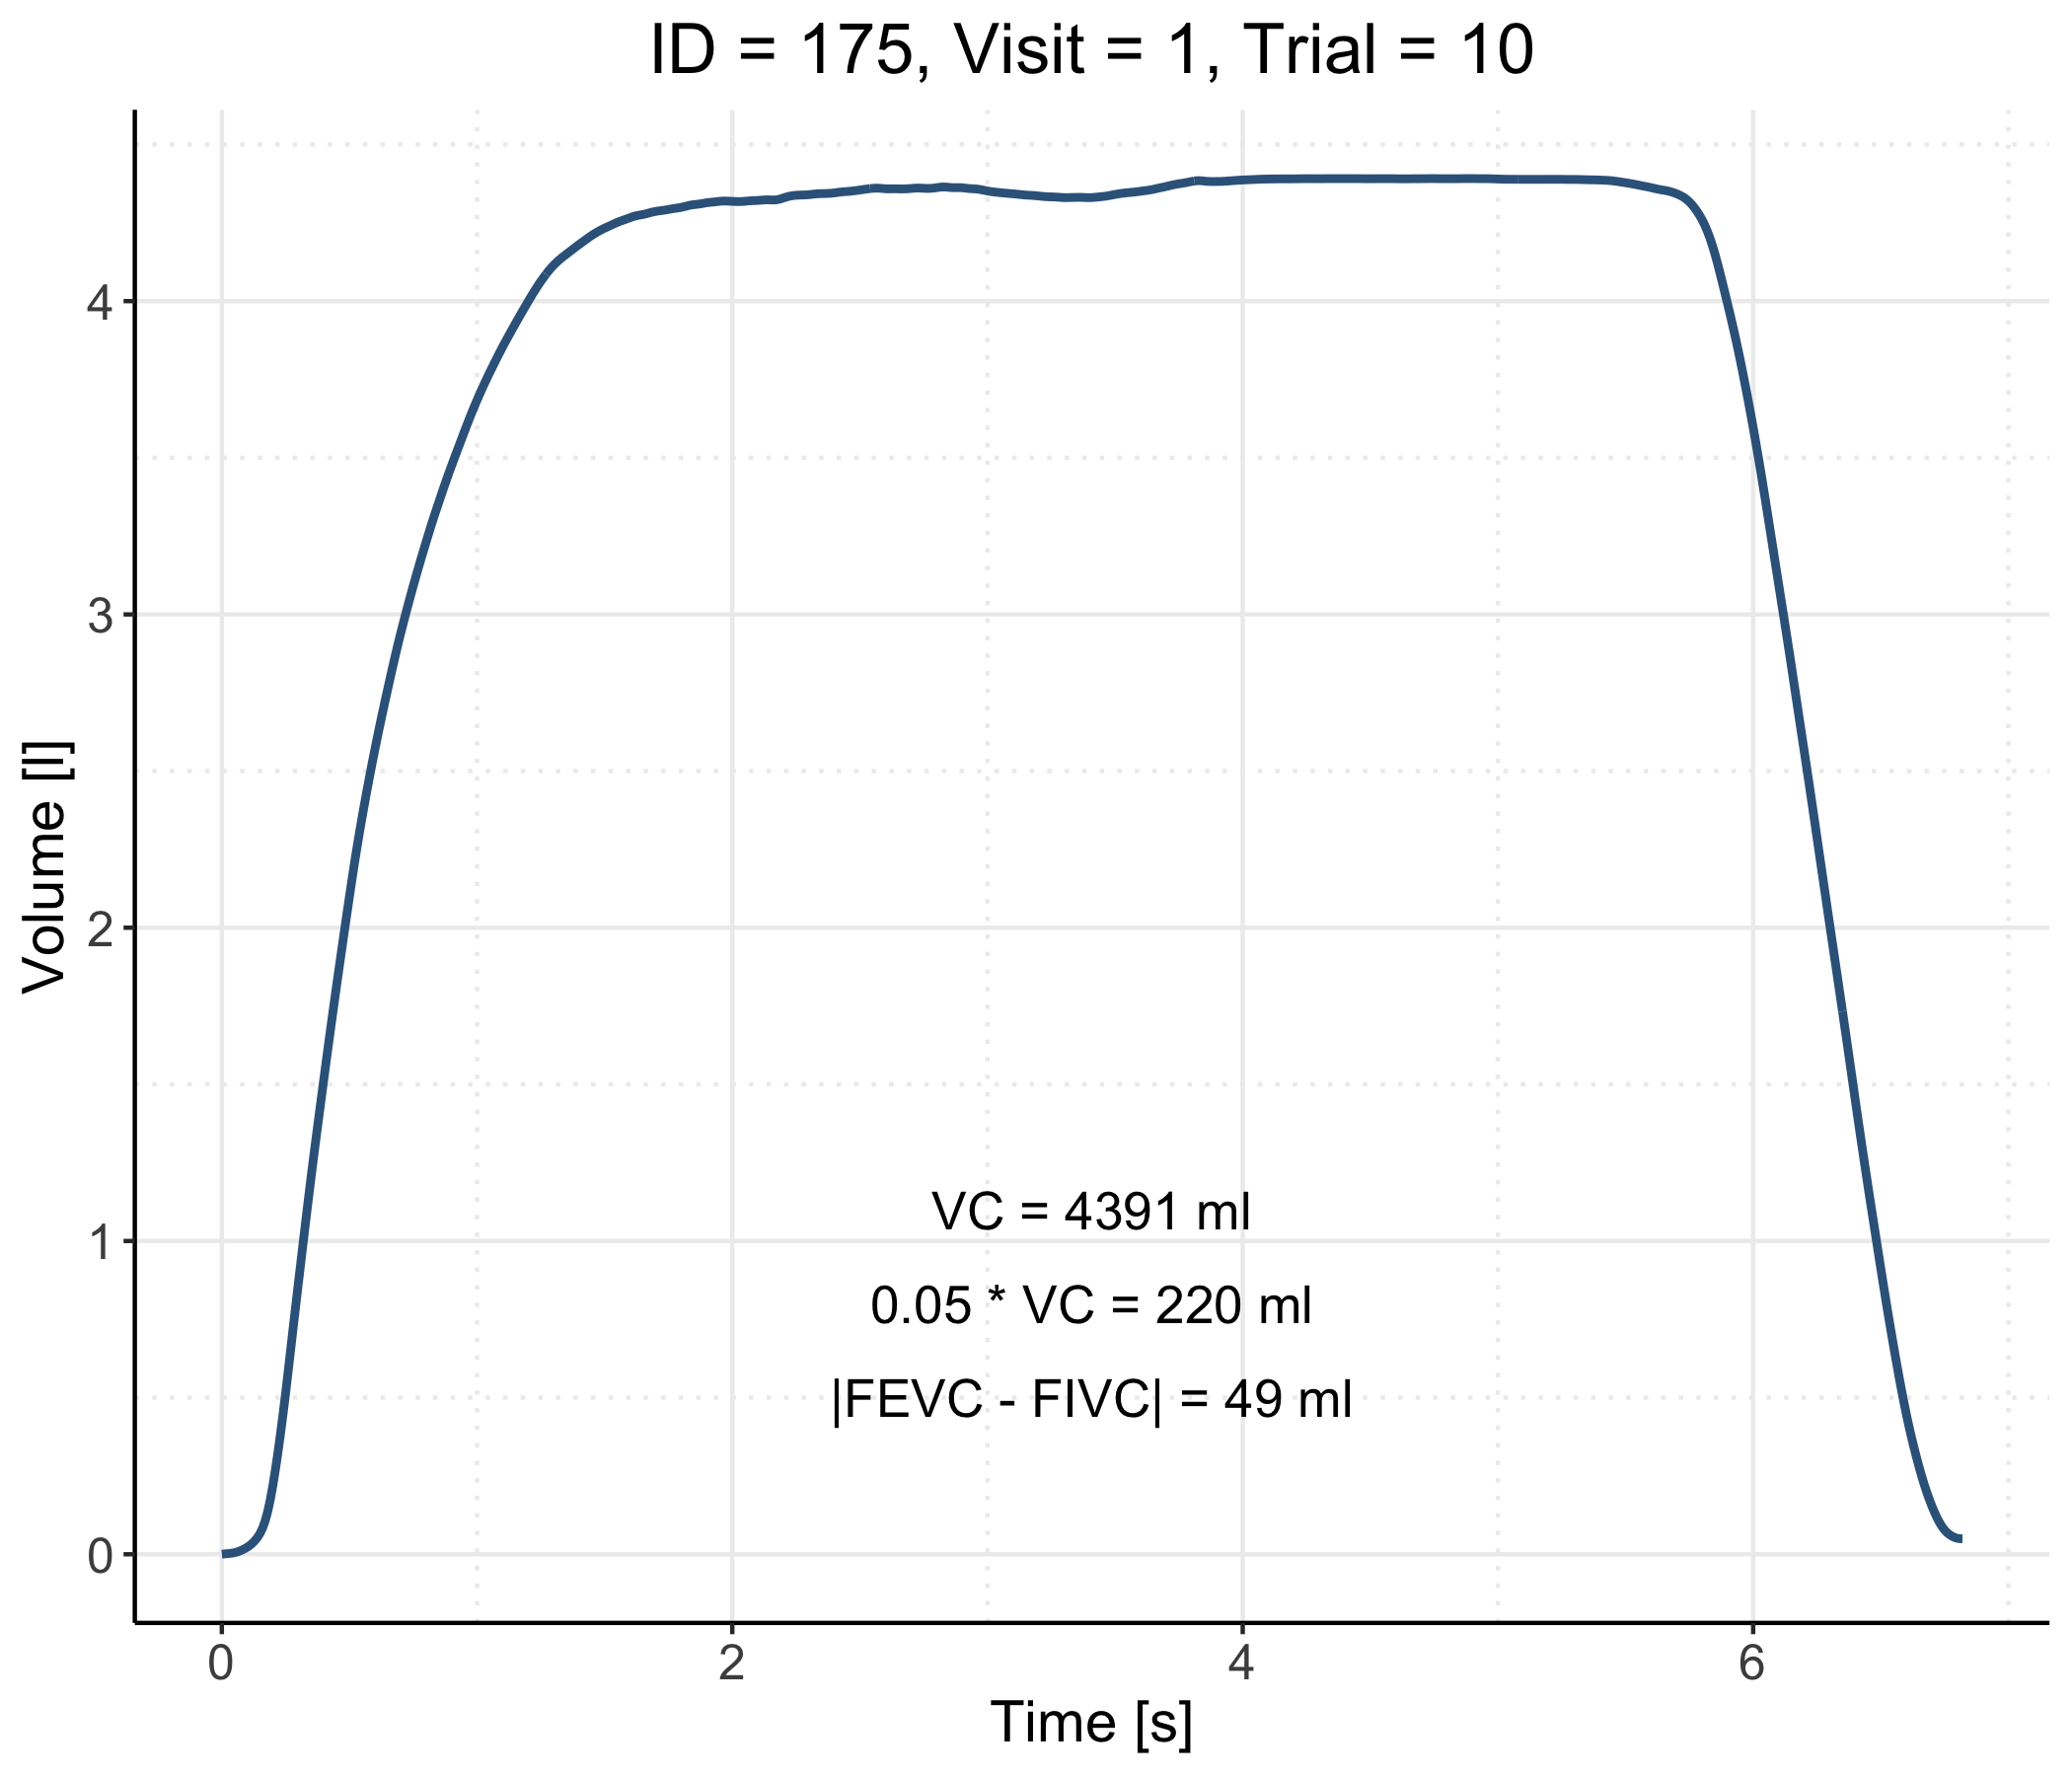 ID = 175, Visit = 1, Trial = 10
Volume [l]
4
3
2
1
0
VC = 4391 ml
0.05 * VC = 220 ml
|FEVC - FIVC| = 49 ml
0 2 4 6
Time [s]